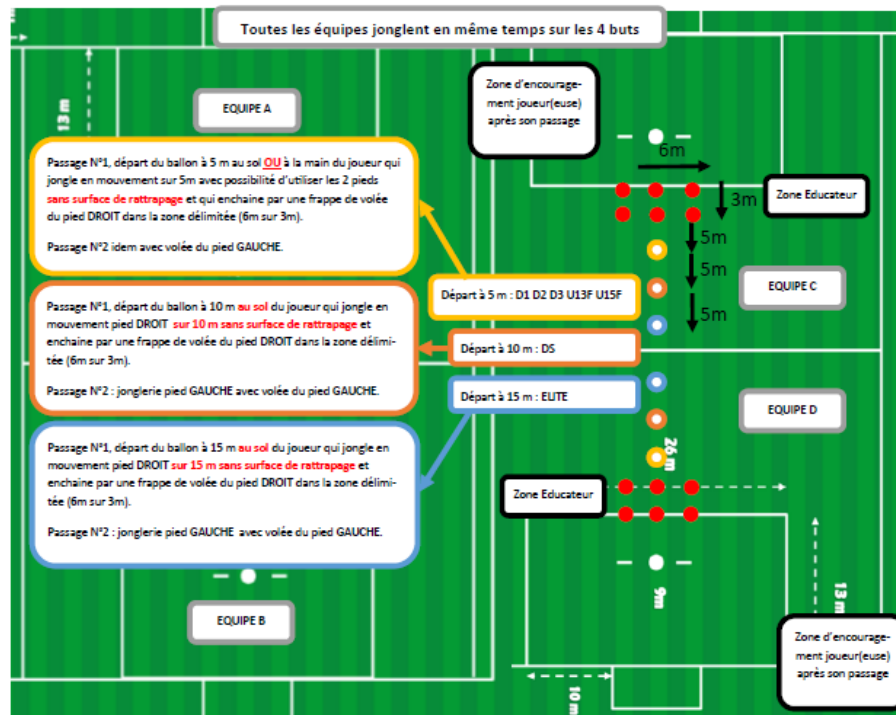 Toutes les équipes jonglent en même temps sur les 4 buts
13 m
EQUIPE A
Zone d'encourage-
ment joueur(euse)
après son passage
6m
Passage N°1, départ du ballon à 5 m au sol OU à la main du joueur qui
jongle en mouvement sur 5m avec possibilité d'utiliser les 2 pieds
sans surface de rattrapage et qui enchaine par une frappe de volée
du pied DROIT dans la zone délimitée (6m sur 3m).
Passage N°2 idem avec volée du pied GAUCHE.
3m
Zone Educateur
5m
5m
5m
EQUIPE C
Départ à 5 m : D1 D2 D3 U13F U15F
Passage N°1, départ du ballon à 10 m au sol du joueur qui jongle en
mouvement pied DROIT sur 10 m sans surface de rattrapage et
enchaine par une frappe de volée du pied DROIT dans la zone délimi-
tée (6m sur 3m).
Passage N°2 : jonglerie pied GAUCHE avec volée du pied GAUCHE.
Départ à 10 m : DS
Départ à 15 m : ELITE
EQUIPE D
Passage N°1, départ du ballon à 15 m au sol du joueur qui jongle en
mouvement pied DROIT sur 15 m sans surface de rattrapage et
enchaine par une frappe de volée du pied DROIT dans la zone délimi-
tée (6m sur 3m).
Passage N°2 : jonglerie pied GAUCHE avec volée du pied GAUCHE.
26 m
Zone Educateur
9m
13 m
EQUIPE B
Zone d'encourage-
ment joueur(euse)
après son passage
10 m